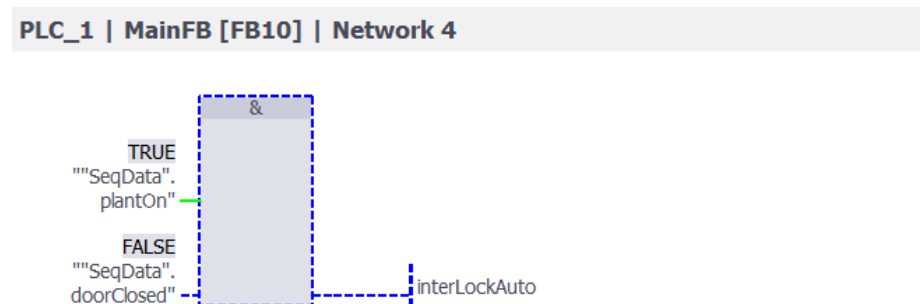 PLC_1 | MainFB [FB10] | Network 4
&
TRUE
""SeqData".
plantOn"
FALSE
""SeqData".
doorClosed"
interLockAuto